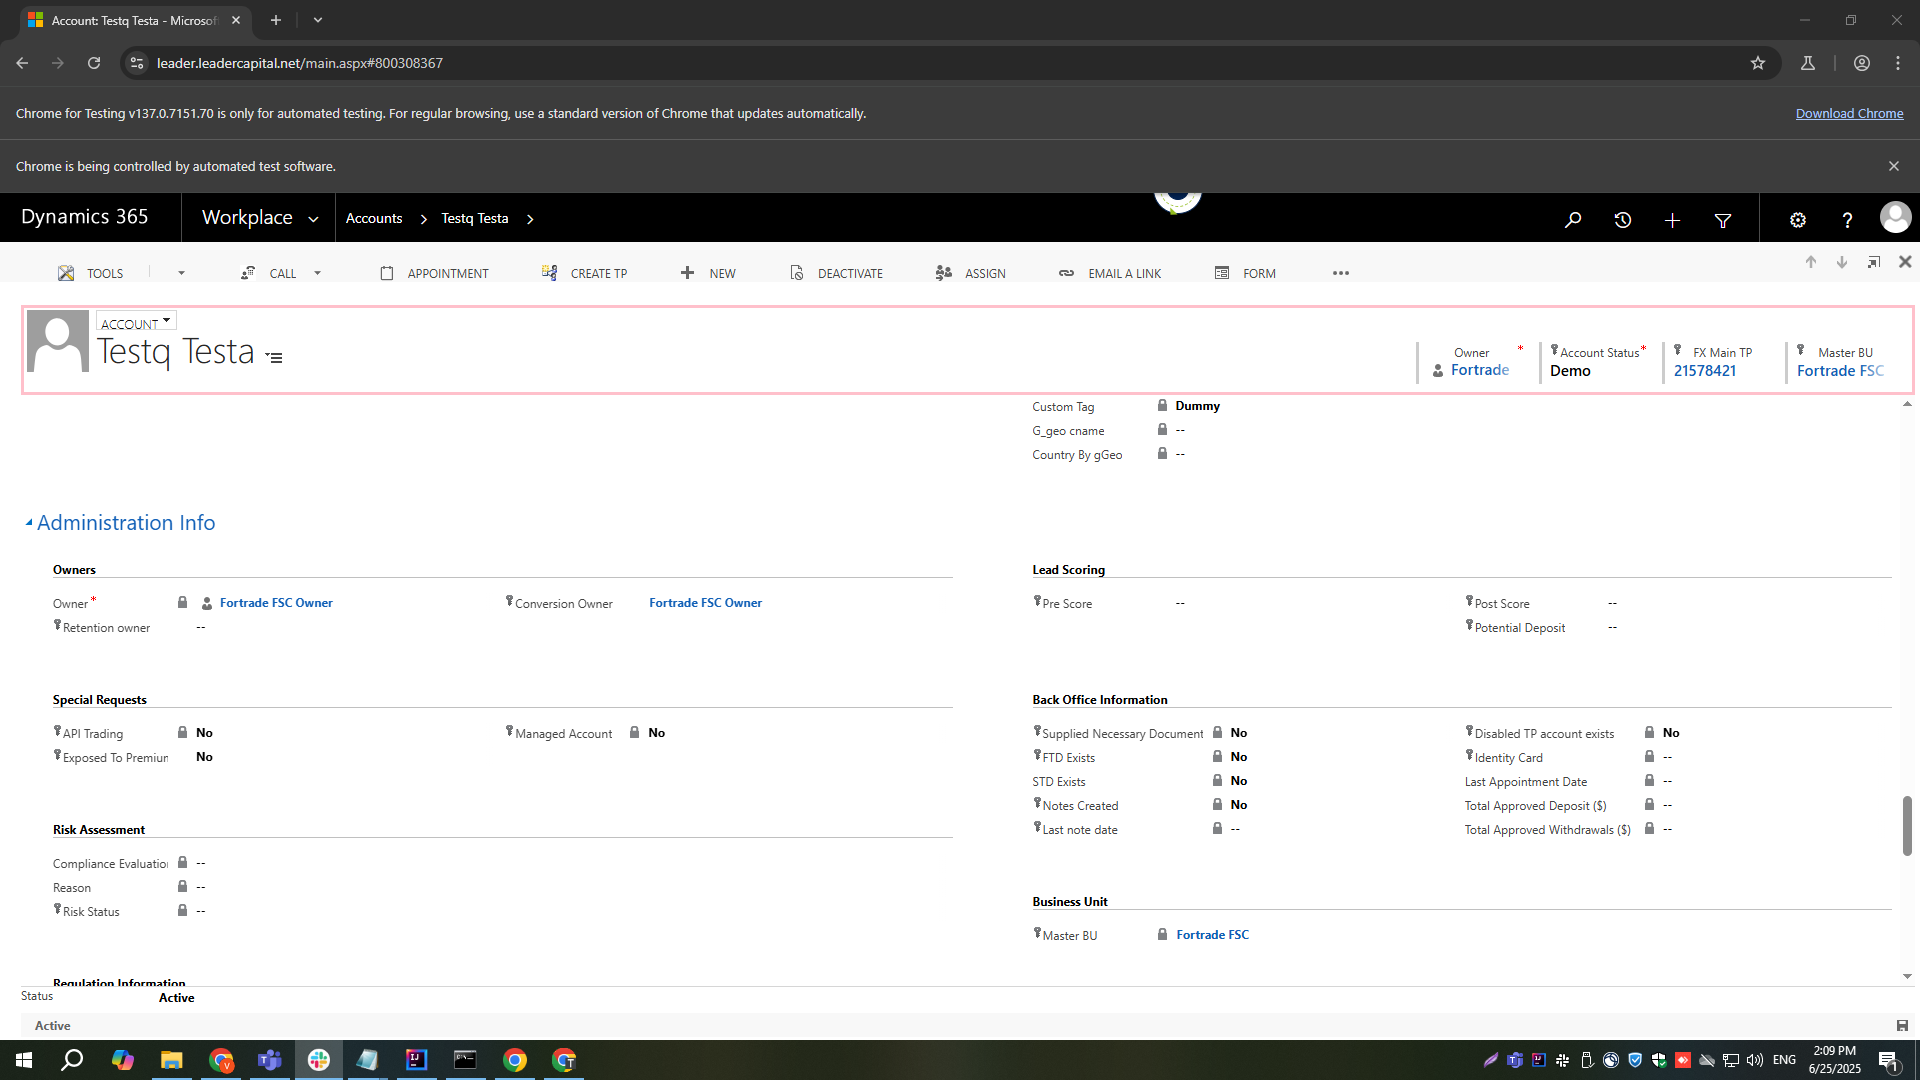 Account: Testq Testa - Microsof
leader.leadercapital.net/main.aspx#800308367
Chrome for Testing v137.0.7151.70 is only for automated testing. For regular browsing, use a standard version of Chrome that updates automatically.
Download Chrome
Chrome is being controlled by automated test software.
Dynamics 365
Workplace
Accounts
Testq Testa
TOOLS
CALL
APPOINTMENT
CREATE TP
NEW
DEACTIVATE
ASSIGN
EMAIL A LINK
FORM
ACCOUNT
Testq Testa
Owner *
Fortrade
Account Status *
Demo
FX Main TP
21578421
Master BU
Fortrade FSC
Custom Tag Dummy
G_geo cname --
Country By gGeo --
Administration Info
Owners
Owner * Fortrade FSC Owner
Conversion Owner Fortrade FSC Owner
Retention owner --
Lead Scoring
Pre Score --
Post Score --
Potential Deposit --
Special Requests
API Trading No
Managed Account No
Exposed To Premiun No
Back Office Information
Supplied Necessary Document No
Disabled TP account exists No
FTD Exists No
Identity Card --
STD Exists No
Last Appointment Date --
Notes Created No
Total Approved Deposit ($) --
Last note date --
Total Approved Withdrawals ($) --
Risk Assessment
Compliance Evaluatio --
Reason --
Risk Status --
Business Unit
Master BU Fortrade FSC
Regulation Information
Status Active
Active
ENG
2:09 PM
6/25/2025
1